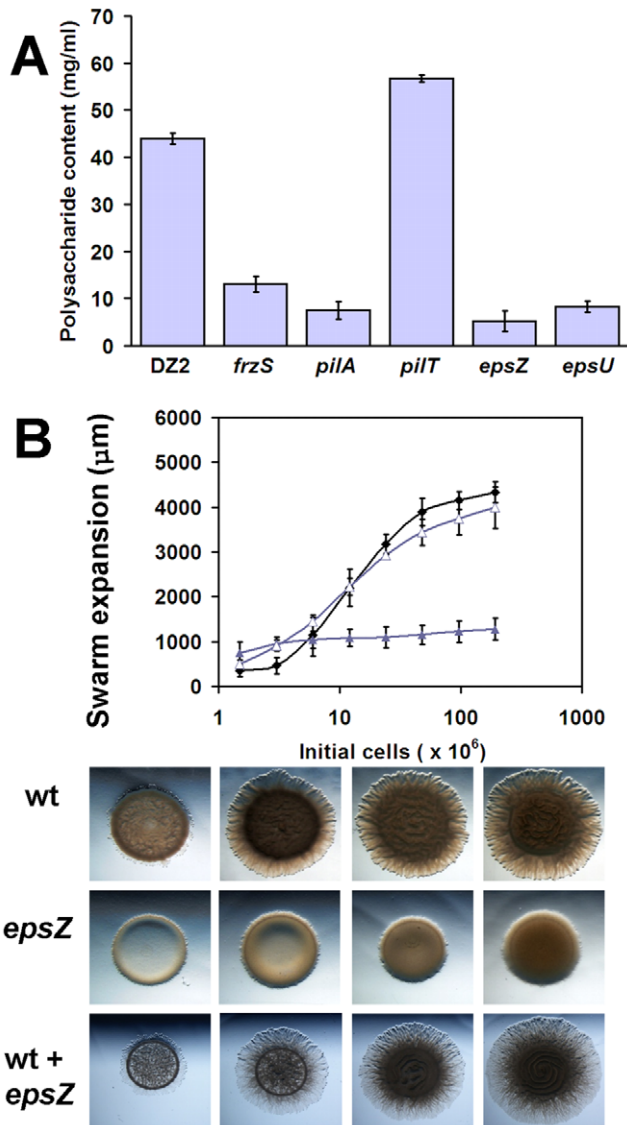 A
Polysaccharide content (mg/ml)
70
60
50
40
30
20
10
0
DZ2 frzS pilA pilT epsZ epsU
B
Swarm expansion (μm)
6000
5000
4000
3000
2000
1000
0
1 10 100 1000
Initial cells ( x 10⁶)
wt
epsZ
wt +
epsZ